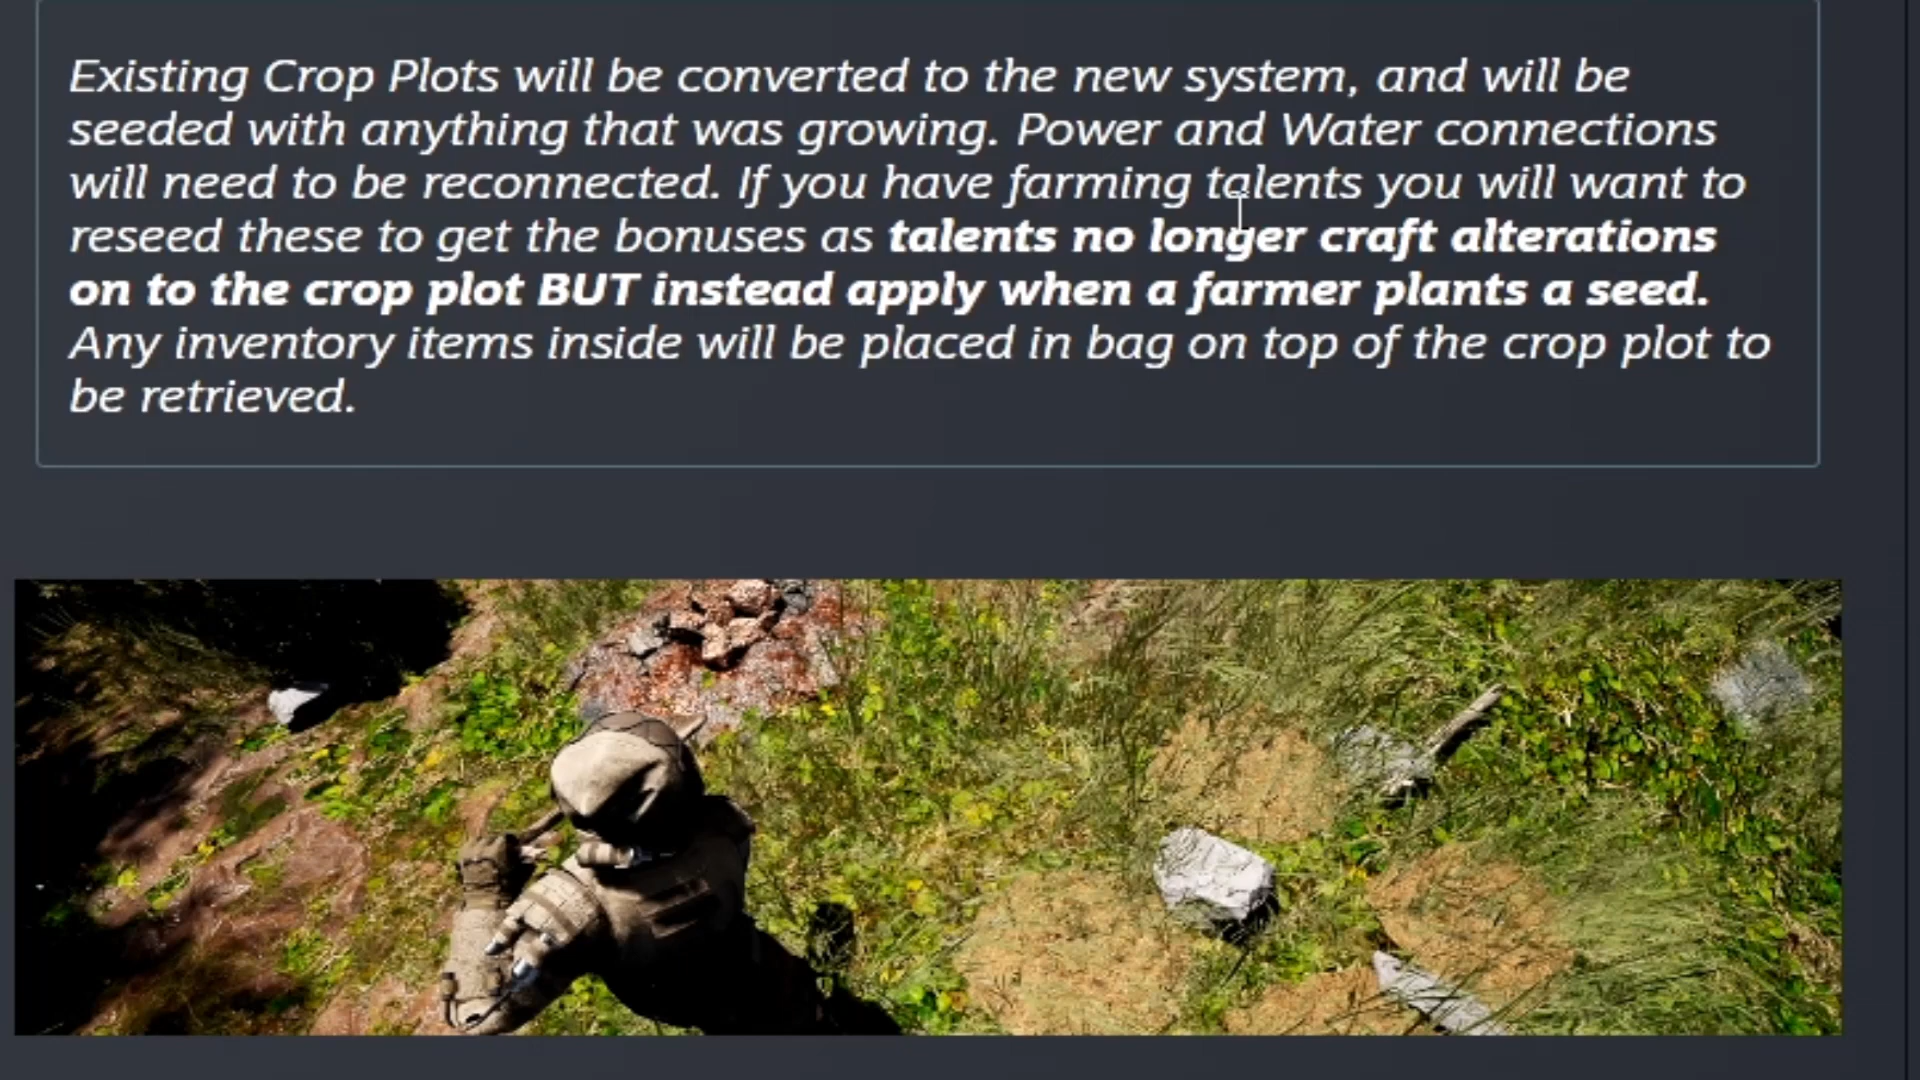 Existing Crop Plots will be converted to the new system, and will be
seeded with anything that was growing. Power and Water connections
will need to be reconnected. If you have farming talents you will want to
reseed these to get the bonuses as talents no longer craft alterations
on to the crop plot BUT instead apply when a farmer plants a seed.
Any inventory items inside will be placed in bag on top of the crop plot to
be retrieved.